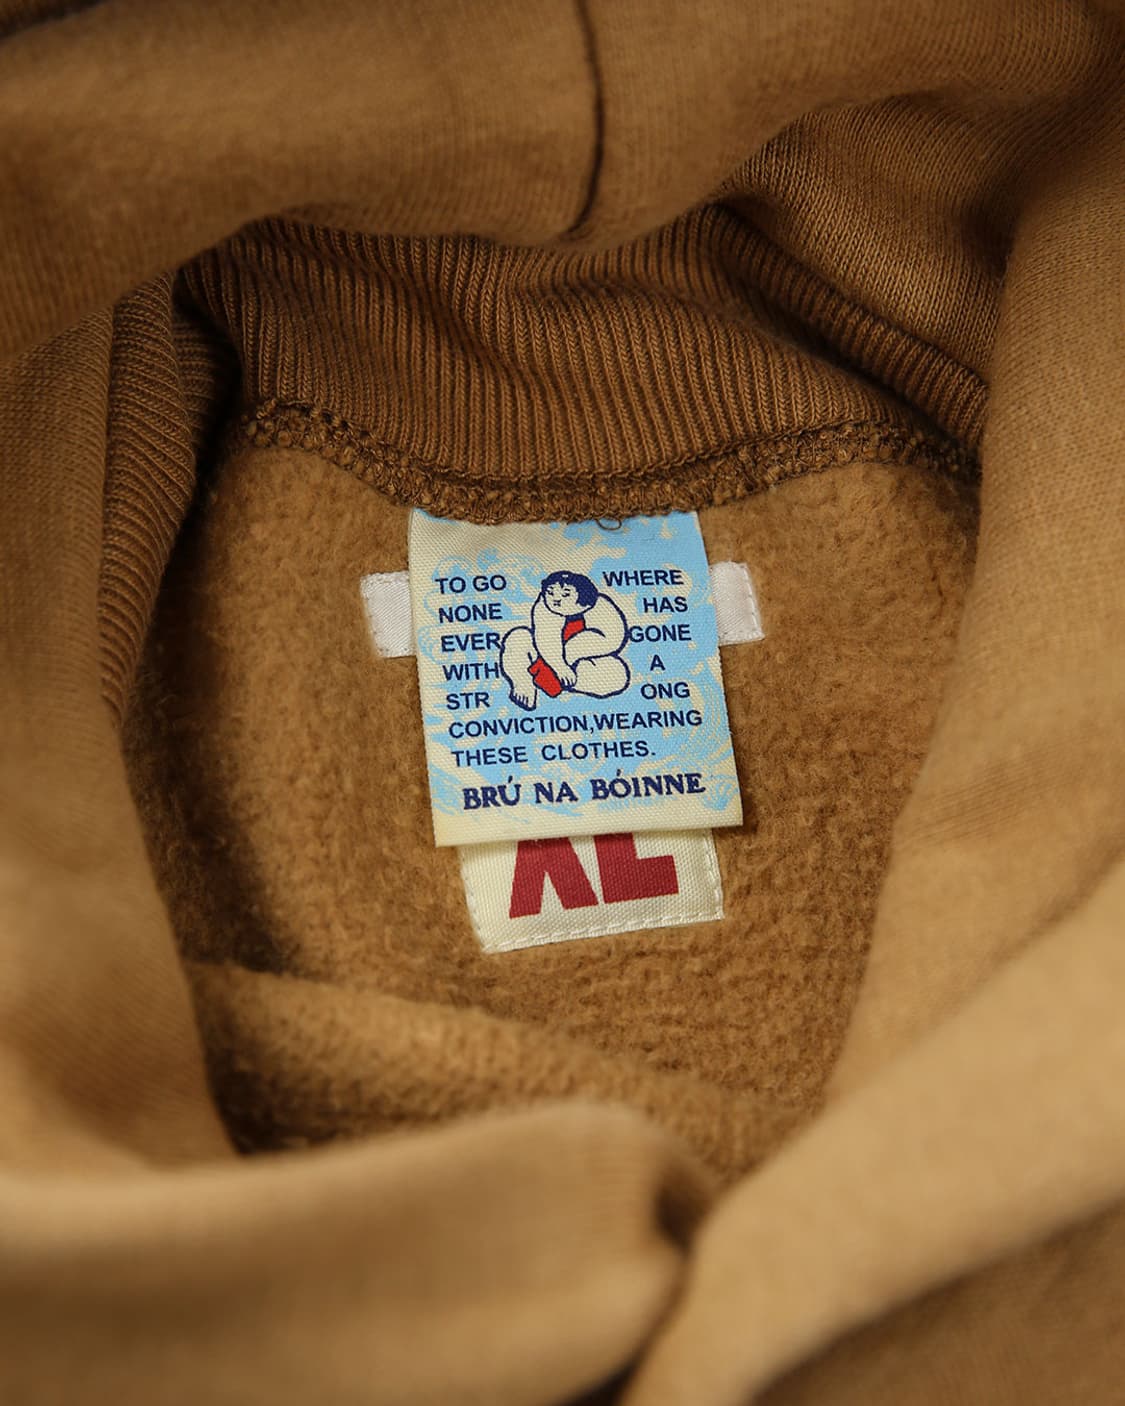 TO GO WHERE
NONE HAS
EVER GONE
WITH A
STR ONG
CONVICTION,WEARING
THESE CLOTHES.
BRÚ NA BÓINNE
XL